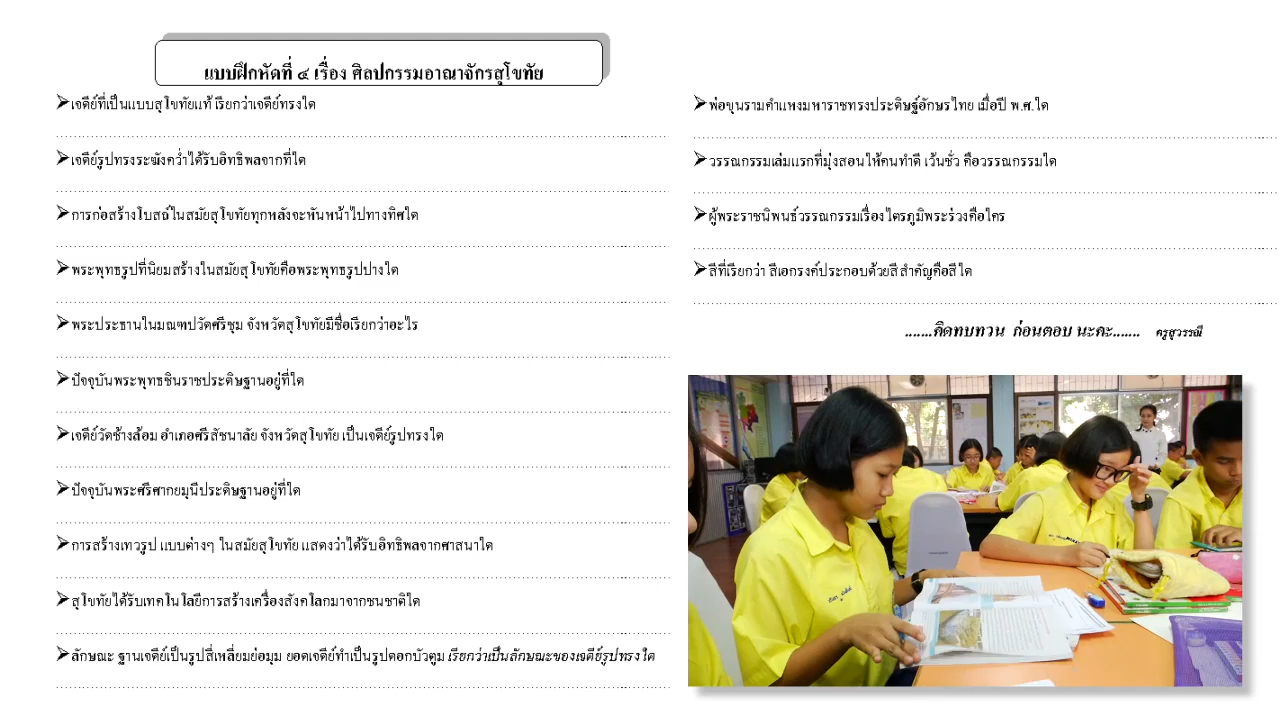 แบบฝึกหัดที่ ๔ เรื่อง ศิลปกรรมอาณาจักรสุโขทัย
➢เจดีย์ที่เป็นแบบสุโขทัยแท้ เรียกว่าเจดีย์ทรงใด
➢เจดีย์รูปทรงระฆังคว่ำได้รับอิทธิพลจากที่ใด
➢การก่อสร้างโบสถ์ในสมัยสุโขทัยทุกหลังจะหันหน้าไปทางทิศใด
➢พระพุทธรูปที่นิยมสร้างในสมัยสุโขทัยคือพระพุทธรูปปางใด
➢พระประธานในมณฑปวัดศรีชุม จังหวัดสุโขทัยมีชื่อเรียกว่าอะไร
➢ปัจจุบันพระพุทธชินราชประดิษฐานอยู่ที่ใด
➢เจดีย์วัดช้างล้อม อำเภอศรีสัชนาลัย จังหวัดสุโขทัย เป็นเจดีย์รูปทรงใด
➢ปัจจุบันพระศรีศากยมุนีประดิษฐานอยู่ที่ใด
➢การสร้างเทวรูป แบบต่างๆ ในสมัยสุโขทัย แสดงว่าได้รับอิทธิพลจากศาสนาใด
➢สุโขทัยได้รับเทคโนโลยีการสร้างเครื่องสังคโลกมาจากชนชาติใด
➢ลักษณะ ฐานเจดีย์เป็นรูปสี่เหลี่ยมย่อมุม ยอดเจดีย์ทำเป็นรูปดอกบัวตูม เรียกว่าเป็นลักษณะของเจดีย์รูปทรงใด
➢พ่อขุนรามคำแหงมหาราชทรงประดิษฐ์อักษรไทย เมื่อปี พ.ศ.ใด
➢วรรณกรรมเล่มแรกที่มุ่งสอนให้คนทำดี เว้นชั่ว คือวรรณกรรมใด
➢ผู้พระราชนิพนธ์วรรณกรรมเรื่องไตรภูมิพระร่วงคือใคร
➢สีที่เรียกว่า สีเอกรงค์ประกอบด้วยสีสำคัญคือสีใด
.......คิดทบทวน ก่อนตอบ นะคะ....... ครูสุวรรณี